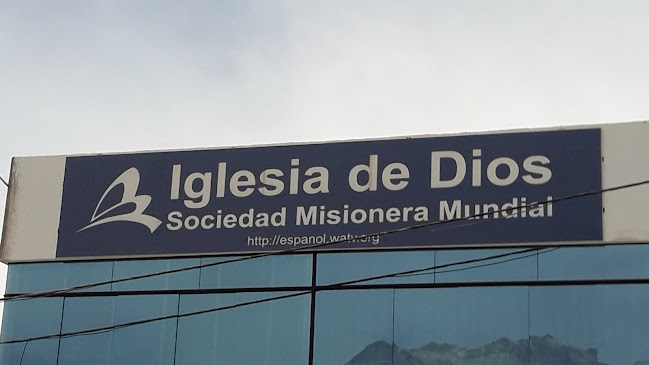 Iglesia de Dios
Sociedad Misionera Mundial
http://espanol.watv.org